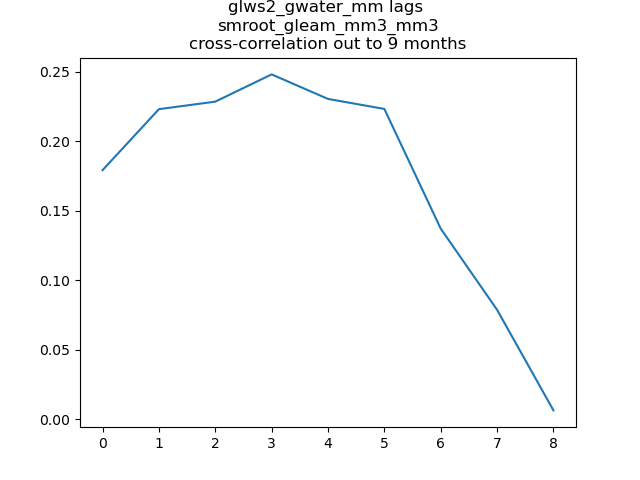 glws2_gwater_mm lags
smroot_gleam_mm3_mm3
cross-correlation out to 9 months
0.25
0.20
0.15
0.10
0.05
0.00
0 1 2 3 4 5 6 7 8